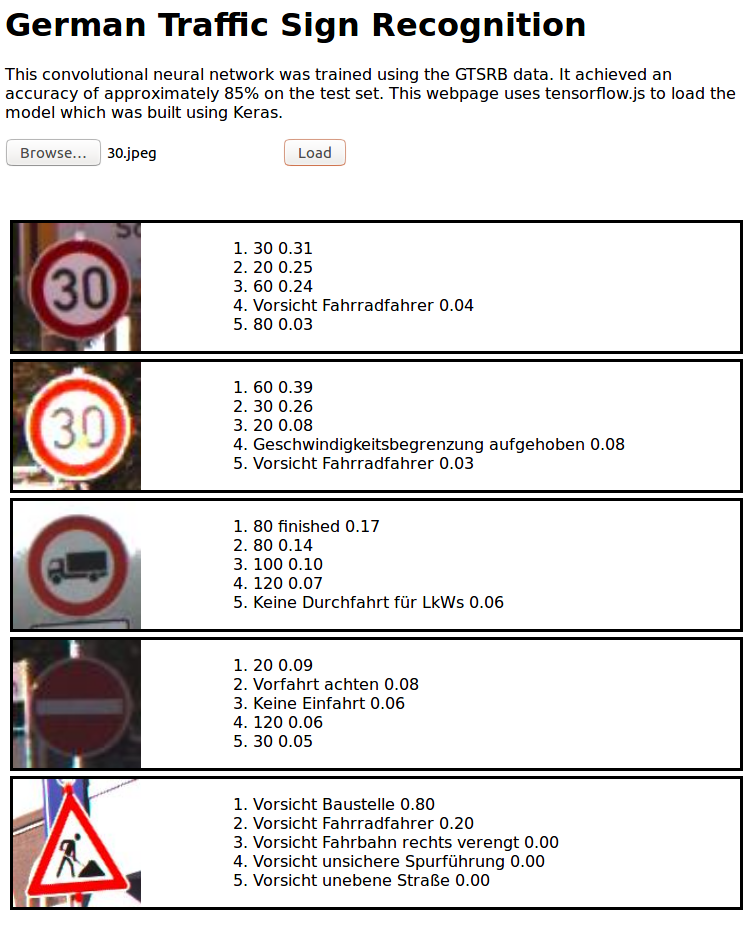 German Traffic Sign Recognition
This convolutional neural network was trained using the GTSRB data. It achieved an
accuracy of approximately 85% on the test set. This webpage uses tensorflow.js to load the
model which was built using Keras.
Browse... 30.jpeg Load
30
1. 30 0.31
2. 20 0.25
3. 60 0.24
4. Vorsicht Fahrradfahrer 0.04
5. 80 0.03
30
1. 60 0.39
2. 30 0.26
3. 20 0.08
4. Geschwindigkeitsbegrenzung aufgehoben 0.08
5. Vorsicht Fahrradfahrer 0.03
1. 80 finished 0.17
2. 80 0.14
3. 100 0.10
4. 120 0.07
5. Keine Durchfahrt für LkWs 0.06
1. 20 0.09
2. Vorfahrt achten 0.08
3. Keine Einfahrt 0.06
4. 120 0.06
5. 30 0.05
1. Vorsicht Baustelle 0.80
2. Vorsicht Fahrradfahrer 0.20
3. Vorsicht Fahrbahn rechts verengt 0.00
4. Vorsicht unsichere Spurführung 0.00
5. Vorsicht unebene Straße 0.00